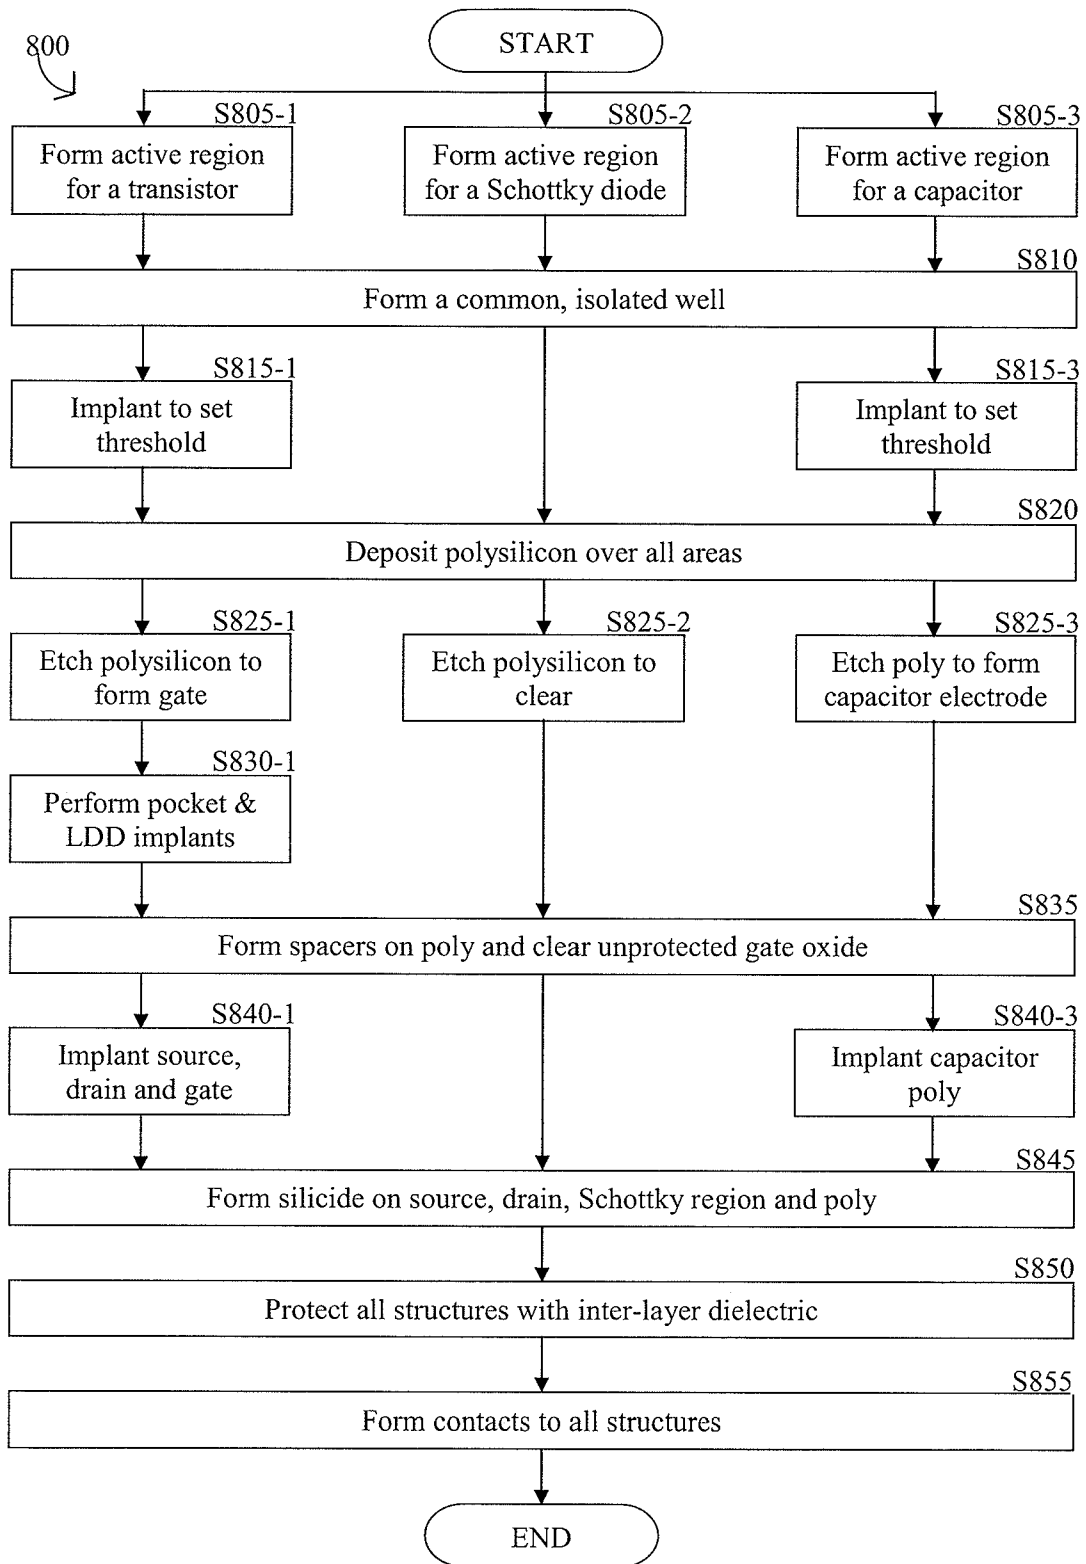 START
800
S805-1
S805-2
S805-3
Form active region
for a transistor
Form active region
for a Schottky diode
Form active region
for a capacitor
S810
Form a common, isolated well
S815-1
S815-3
Implant to set
threshold
Implant to set
threshold
S820
Deposit polysilicon over all areas
S825-1
S825-2
S825-3
Etch polysilicon to
form gate
Etch polysilicon to
clear
Etch poly to form
capacitor electrode
S830-1
Perform pocket &
LDD implants
S835
Form spacers on poly and clear unprotected gate oxide
S840-1
S840-3
Implant source,
drain and gate
Implant capacitor
poly
S845
Form silicide on source, drain, Schottky region and poly
S850
Protect all structures with inter-layer dielectric
S855
Form contacts to all structures
END